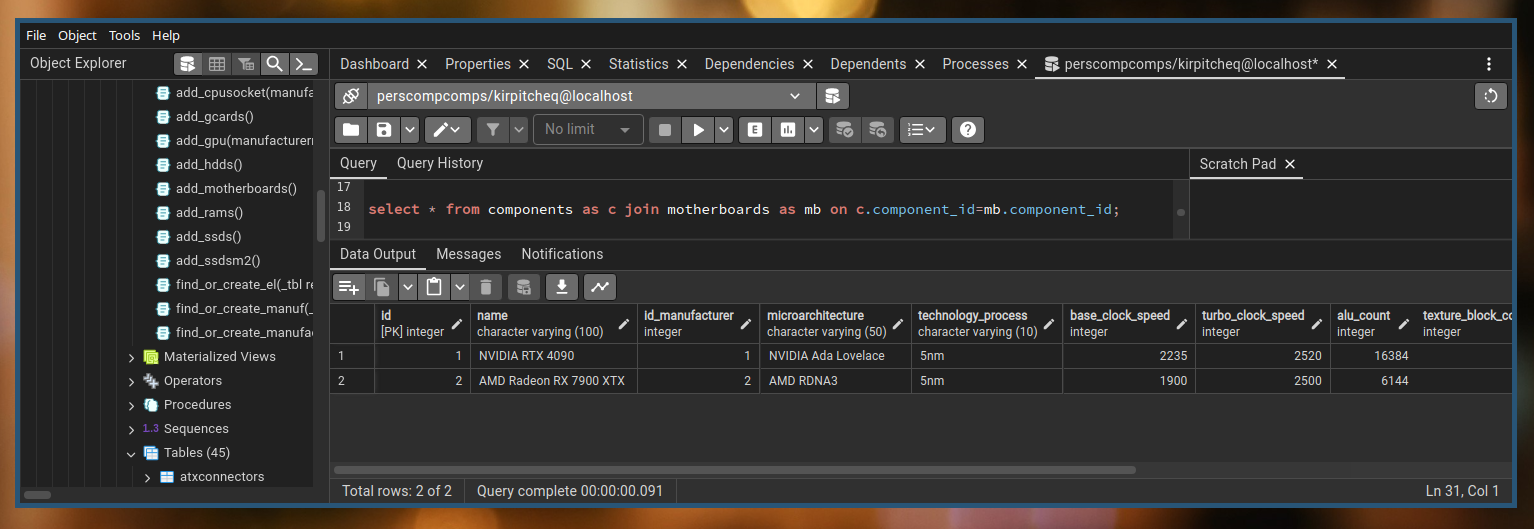 File Object Tools Help
Object Explorer
Dashboard Properties SQL Statistics Dependencies Dependents Processes perscompcomps/kirpitcheq@localhost*
perscompcomps/kirpitcheq@localhost
No limit
E
Query Query History
Scratch Pad
17
18 select * from components as c join motherboards as mb on c.component_id=mb.component_id;
19
Data Output Messages Notifications
id name id_manufacturer microarchitecture technology_process base_clock_speed turbo_clock_speed alu_count texture_block_co
[PK] integer character varying (100) integer character varying (50) character varying (10) integer integer integer integer
1 1 NVIDIA RTX 4090 1 NVIDIA Ada Lovelace 5nm 2235 2520 16384
2 2 AMD Radeon RX 7900 XTX 2 AMD RDNA3 5nm 1900 2500 6144
Total rows: 2 of 2 Query complete 00:00:00.091 Ln 31, Col 1
add_cpusocket(manufa
add_gcards()
add_gpu(manufacturer
add_hdds()
add_motherboards()
add_rams()
add_ssds()
add_ssdsm2()
find_or_create_el(_tbl re
find_or_create_manuf(_
find_or_create_manufa
Materialized Views
Operators
Procedures
1.3 Sequences
Tables (45)
atxconnectors